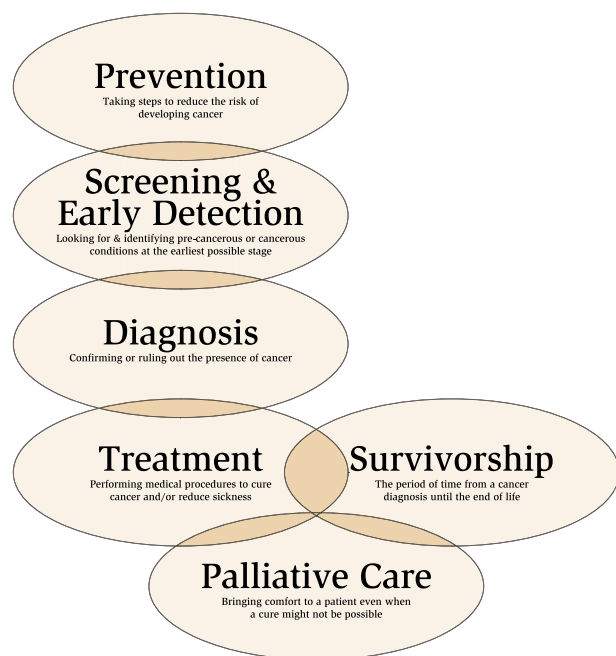 Prevention
Taking steps to reduce the risk of
developing cancer
Screening &
Early Detection
Looking for & identifying pre-cancerous or cancerous
conditions at the earliest possible stage
Diagnosis
Confirming or ruling out the presence of cancer
Treatment
Performing medical procedures to cure
cancer and/or reduce sickness
Survivorship
The period of time from a cancer
diagnosis until the end of life
Palliative Care
Bringing comfort to a patient even when
a cure might not be possible